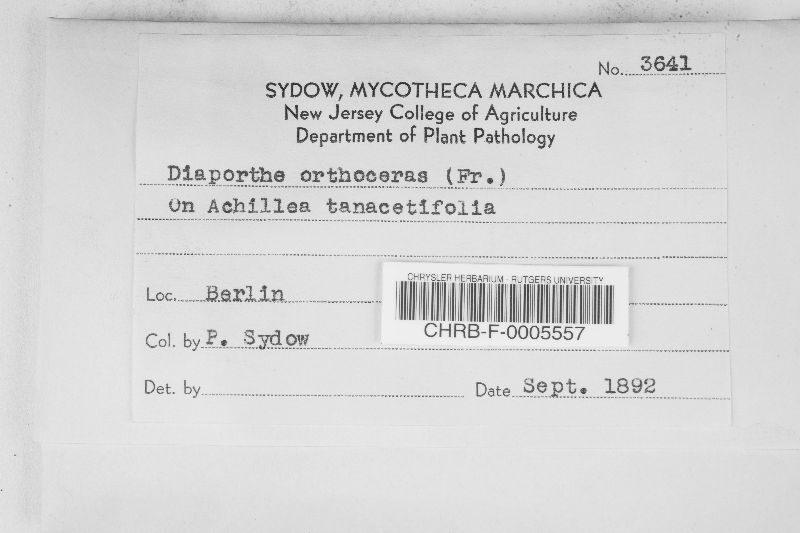 No. 3641
SYDOW, MYCOTHECA MARCHICA
New Jersey College of Agriculture
Department of Plant Pathology
Diaporthe orthoceras (Fr.)
On Achillea tanacetifolia
Loc. Berlin
CHRYSLER HERBARIUM - RUTGERS UNIVERSITY
CHRB-F-0005557
Col. by P. Sydow
Det. by
Date Sept. 1892